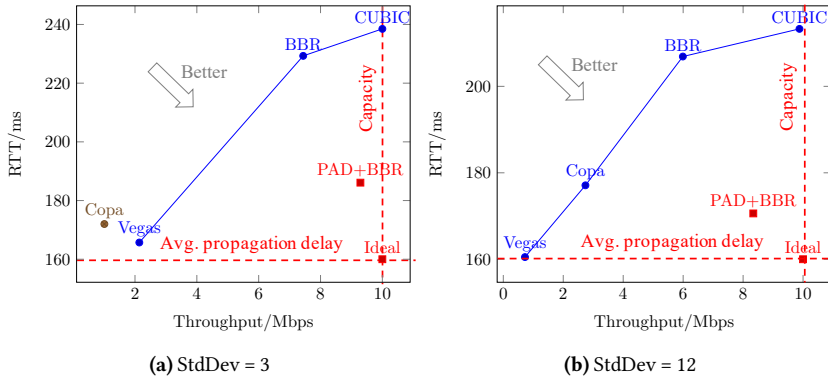 CUBIC
240
BBR
Better
220
Capacity
RTT/ms
200
PAD+BBR
180
Copa
Vegas
Avg. propagation delay
Ideal
160
2
4
6
8
10
Throughput/Mbps
(a) StdDev = 3
CUBIC
BBR
200
Better
Capacity
RTT/ms
Copa
180
PAD+BBR
Vegas
Avg. propagation delay
Ideal
160
0
2
4
6
8
10
Throughput/Mbps
(b) StdDev = 12